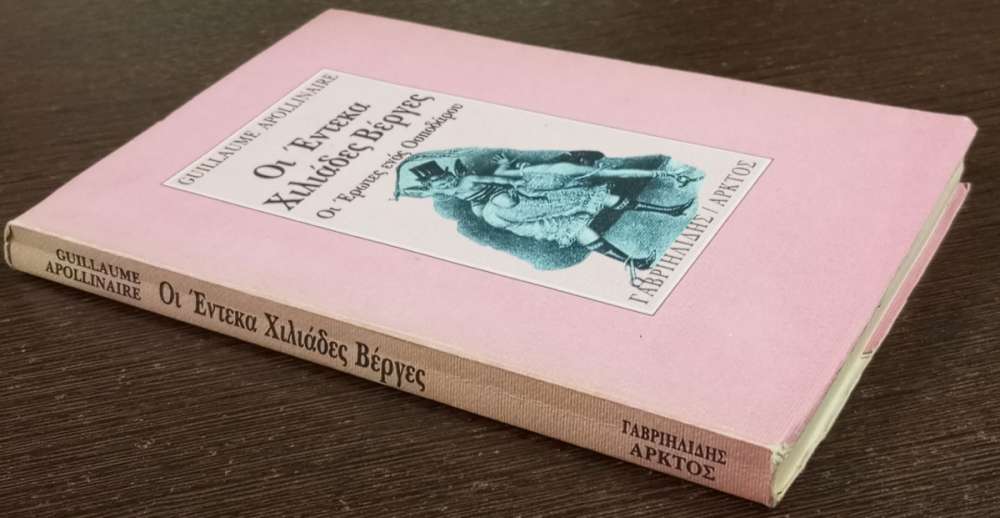 GUILLAUME APOLLINAIRE
Οι Έντεκα
Χιλιάδες Βέργες
Οι Έρωτες ενός Οσποδάρου
ΓΑΒΡΙΗΛΙΔΗΣ / ΑΡΚΤΟΣ
GUILLAUME
APOLLINAIRE
Οι Έντεκα Χιλιάδες Βέργες
ΓΑΒΡΙΗΛΙΔΗΣ
ΑΡΚΤΟΣ